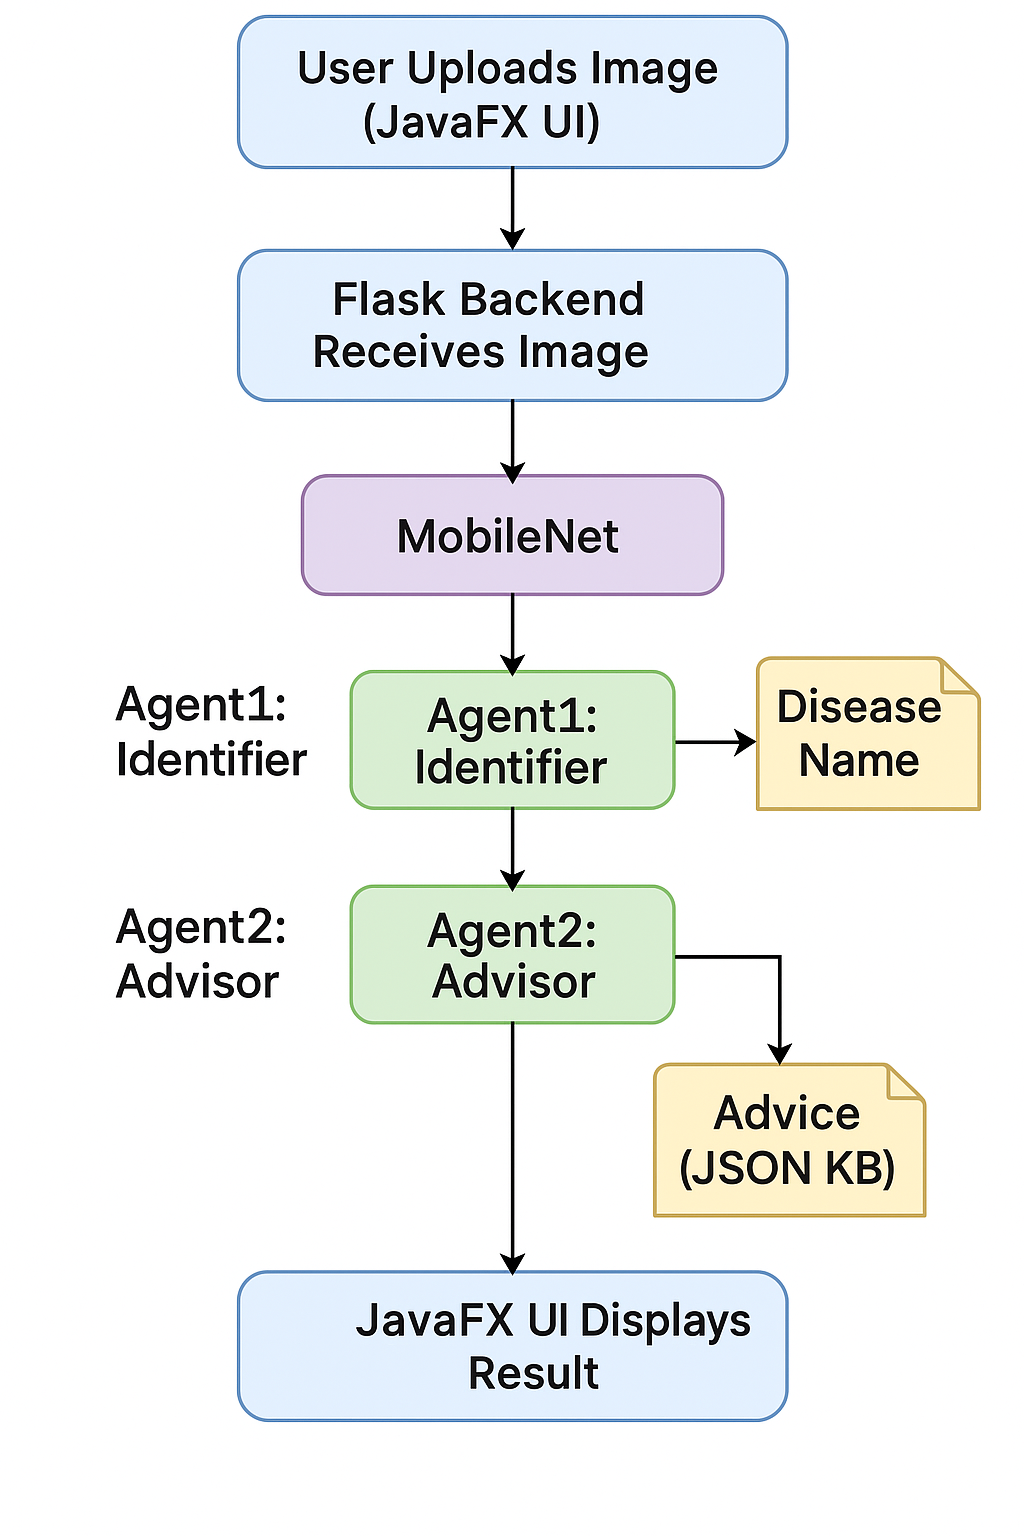 User Uploads Image
(JavaFX UI)
Flask Backend
Receives Image
MobileNet
Agent1:
Identifier
Agent1:
Identifier
Disease
Name
Agent2:
Advisor
Agent2:
Advisor
Advice
(JSON KB)
JavaFX UI Displays
Result